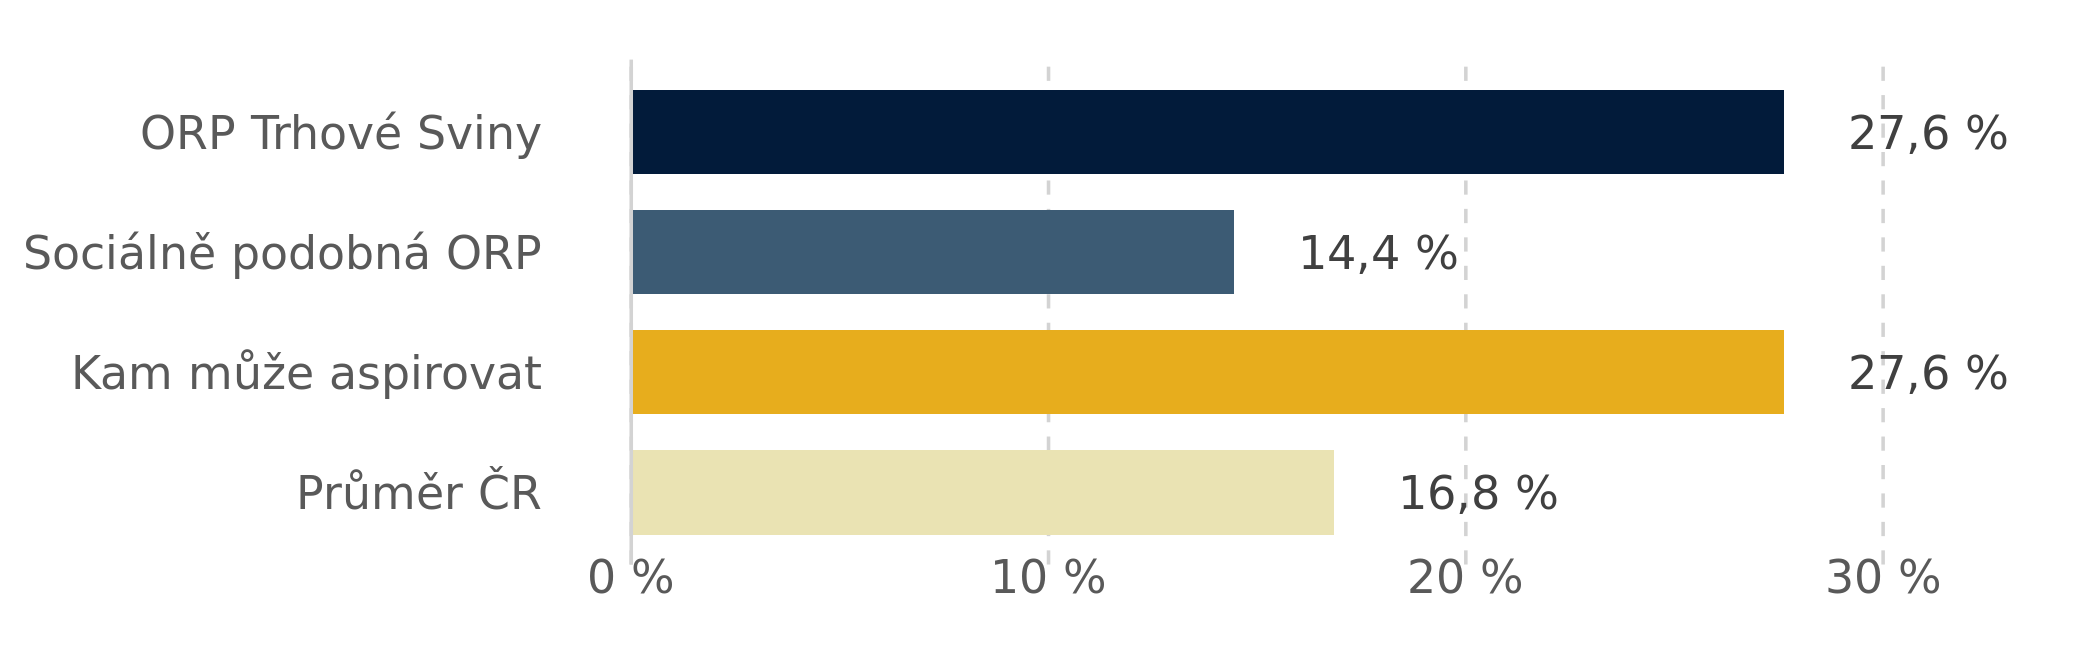 ORP Trhové Sviny 27,6 %
Sociálně podobná ORP 14,4 %
Kam může aspirovat 27,6 %
Průměr ČR 16,8 %
0 % 10 % 20 % 30 %